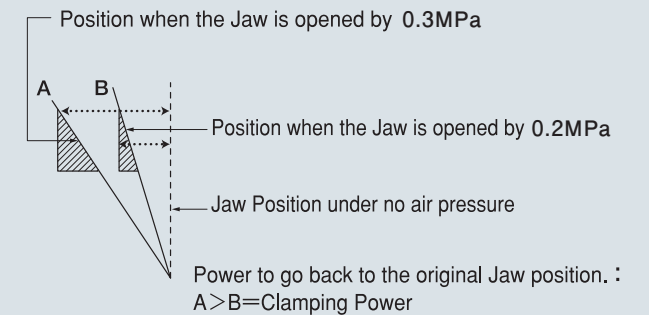 Position when the Jaw is opened by 0.3MPa
A B
Position when the Jaw is opened by 0.2MPa
Jaw Position under no air pressure
Power to go back to the original Jaw position. :
A>B=Clamping Power